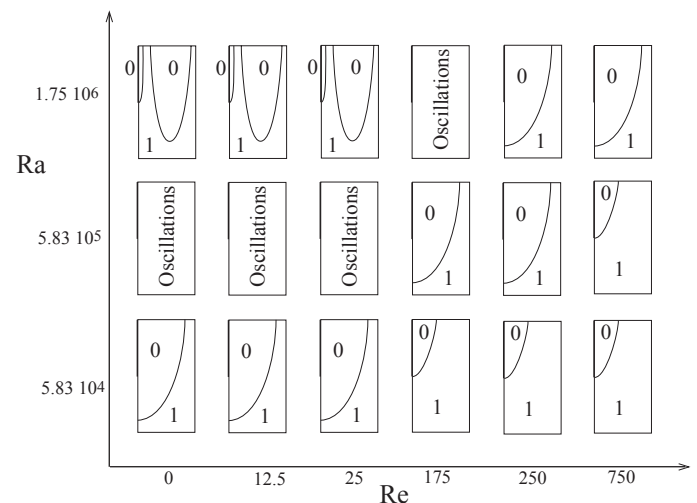 0 0 0 0 0 0 0 0
1.75 10⁶ 1 1 1 Oscillations 1 1
Ra
0 0 0
5.83 10⁵ Oscillations Oscillations Oscillations 1 1 1
0 0 0 0 0 0
5.83 10⁴ 1 1 1 1 1 1
0 12.5 25 175 250 750
Re